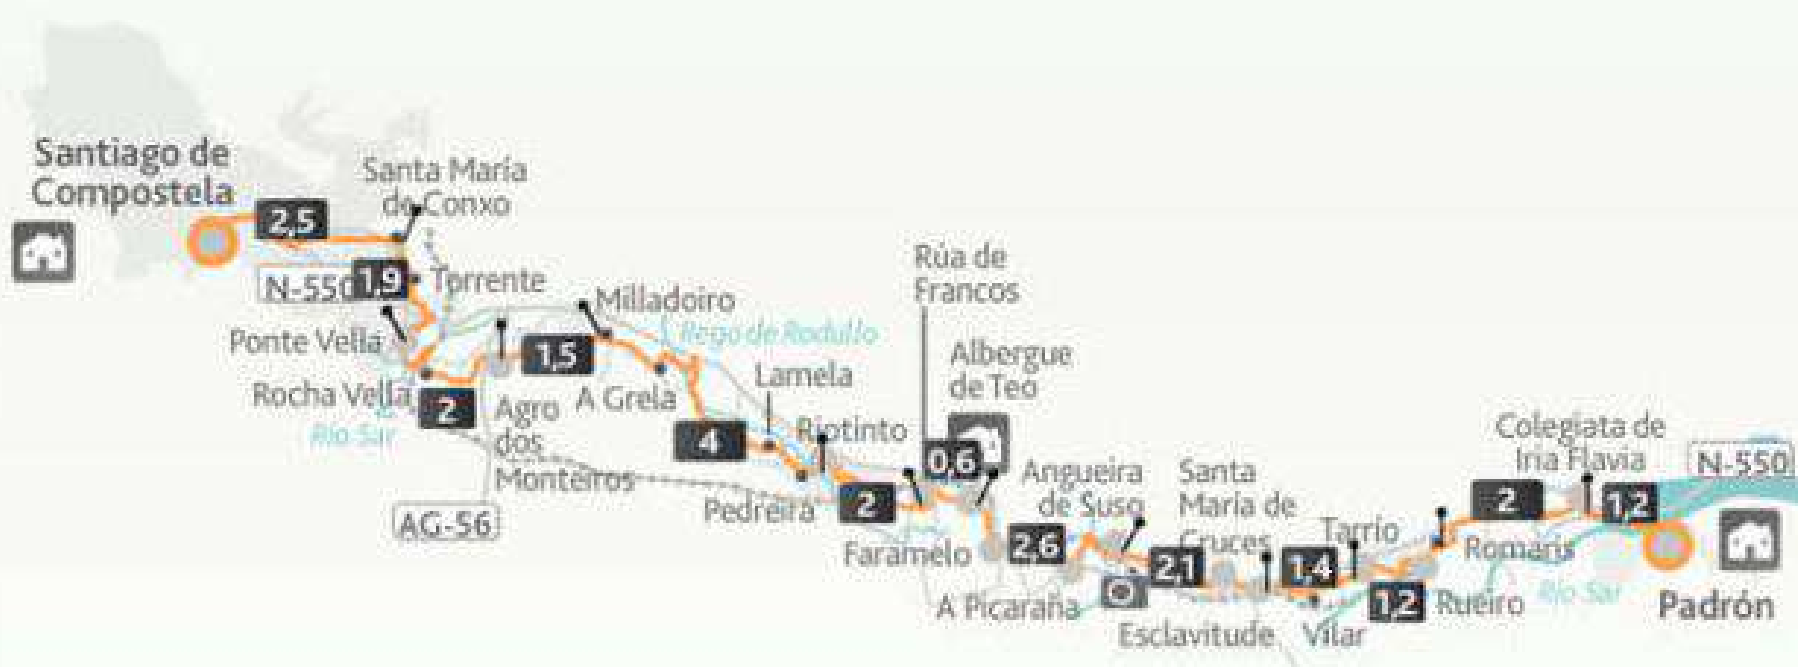 Santiago de
Compostela
Santa María
de Conxo
2,5
N-550
1,9
Torrente
Ponte Vella
Milladoiro
Rego de Rodullo
1,5
Rocha Vella
2
Río Sar
Agro
dos
Monteiros
A Grela
AG-56
Lamela
4
Riotinto
Pedreira
2
Rúa de
Francos
Albergue
de Teo
0,6
Faramelo
Angueira
de Suso
2,6
A Picaraña
Santa
María de
Cruces
2,1
Esclavitude
1,4
Tarrío
Vilar
1,2
Rueiro
Romaris
2
Colegiata de
Iria Flavia
1,2
N-550
Río Sar
Padrón